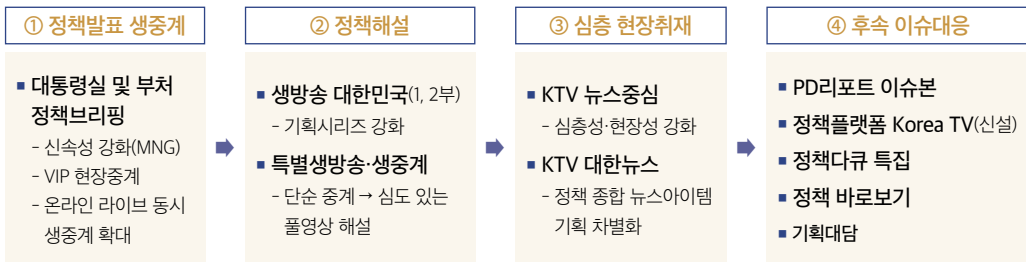 ① 정책발표 생중계
■ 대통령실 및 부처
정책브리핑
- 신속성 강화(MNG)
- VIP 현장중계
- 온라인 라이브 동시
생중계 확대
② 정책해설
■ 생방송 대한민국(1, 2부)
- 기획시리즈 강화
■ 특별생방송·생중계
- 단순 중계 → 심도 있는
풀영상 해설
③ 심층 현장취재
■ KTV 뉴스중심
- 심층성·현장성 강화
■ KTV 대한뉴스
- 정책 종합 뉴스아이템
기획 차별화
④ 후속 이슈대응
■ PD리포트 이슈본
■ 정책플랫폼 Korea TV(신설)
■ 정책다큐 특집
■ 정책 바로보기
■ 기획대담